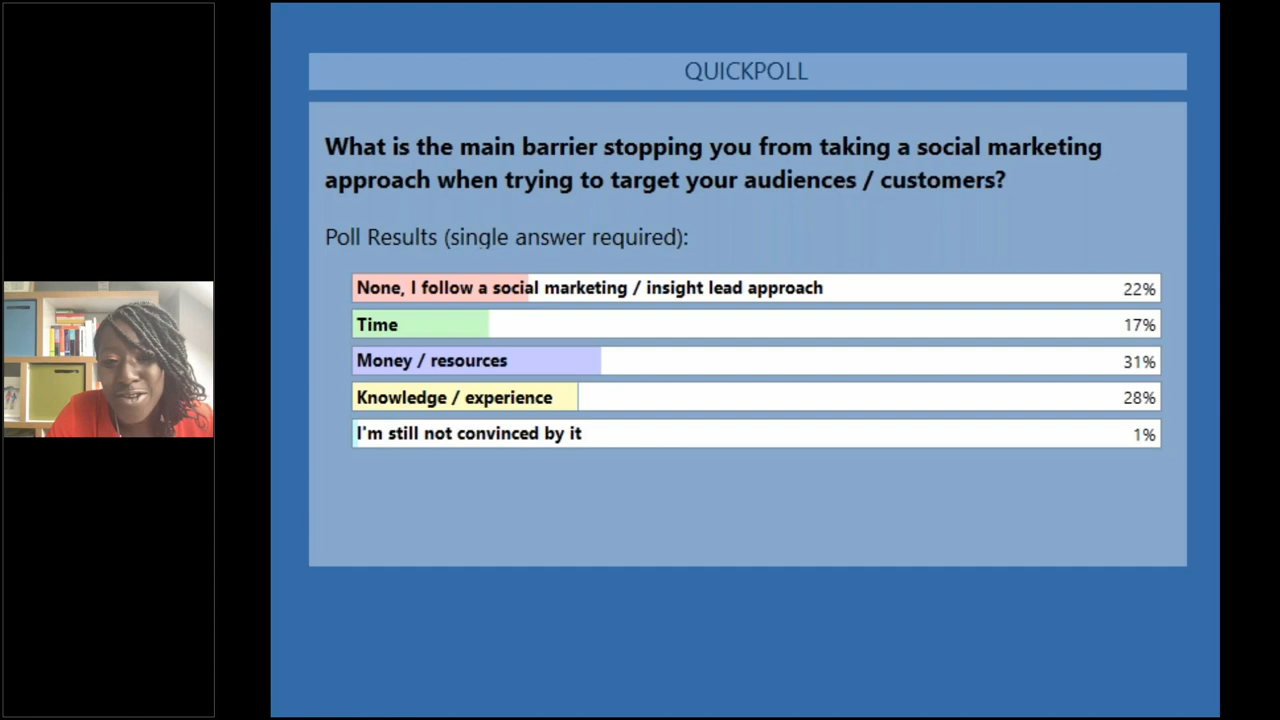 QUICKPOLL
What is the main barrier stopping you from taking a social marketing
approach when trying to target your audiences / customers?
Poll Results (single answer required):
None, I follow a social marketing / insight lead approach 22%
Time 17%
Money / resources 31%
Knowledge / experience 28%
I'm still not convinced by it 1%